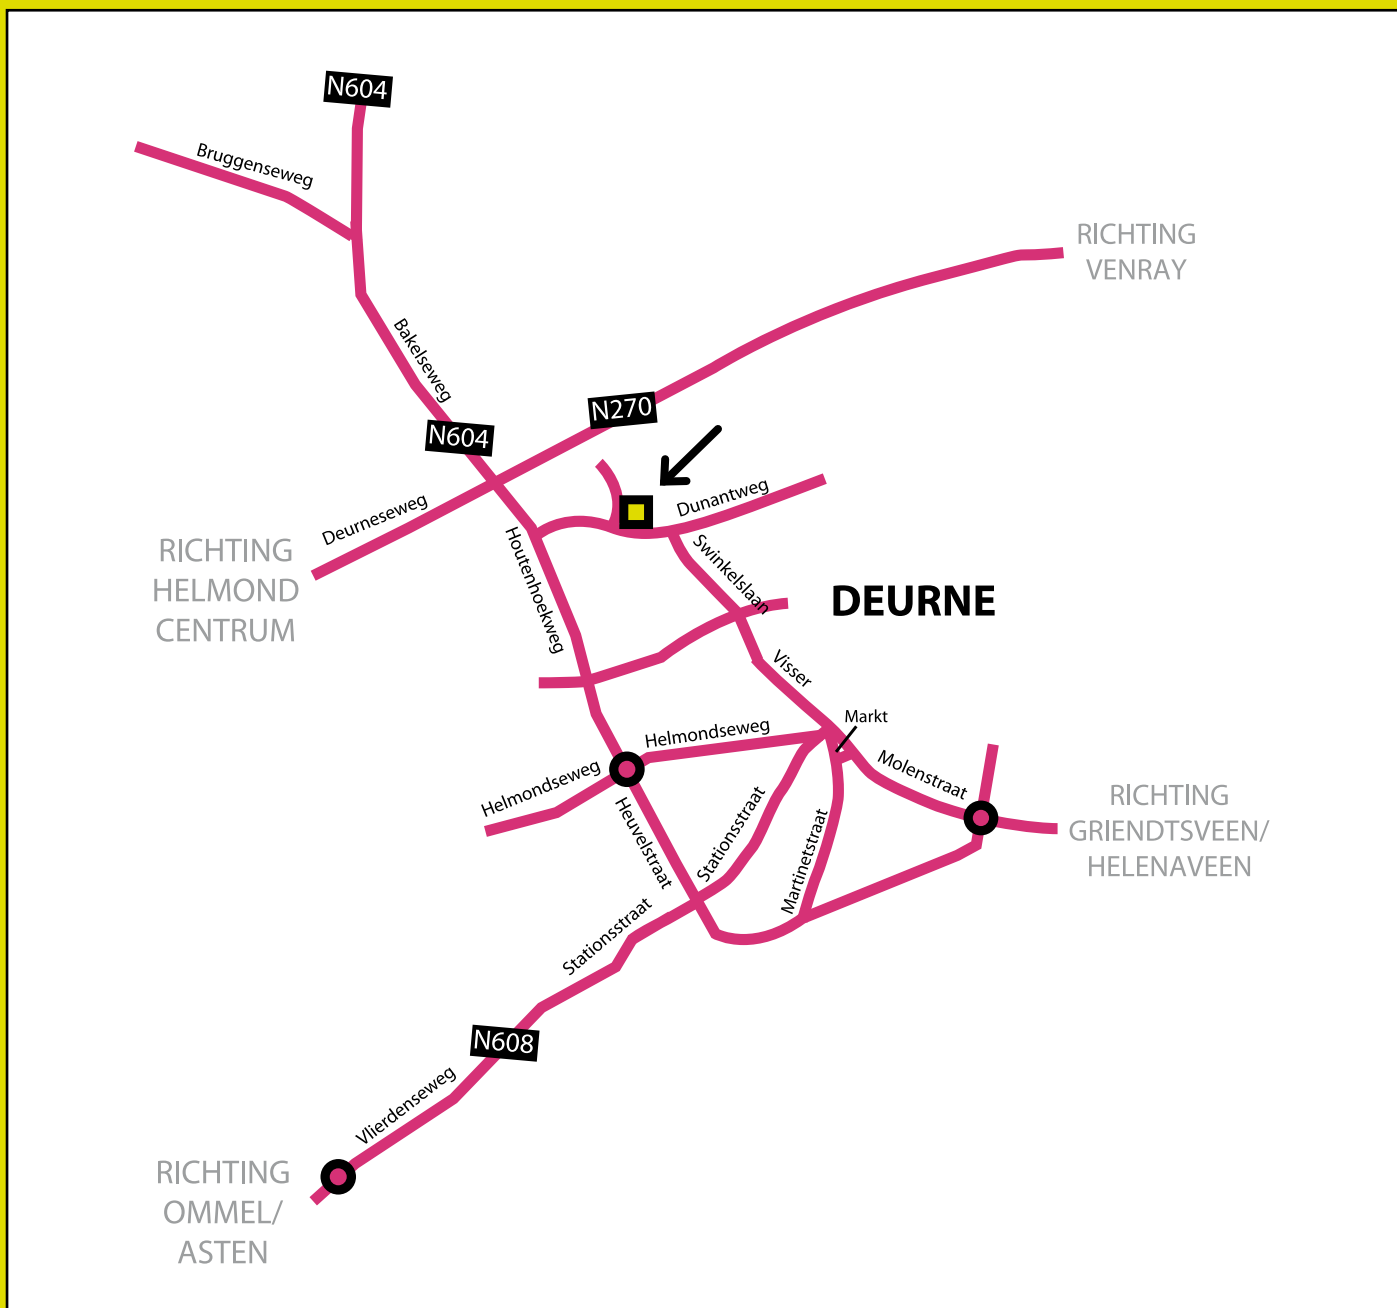 N604
Bruggenseweg
RICHTING
VENRAY
Bakelseweg
N270
N604
Dunantweg
Deurneseweg
RICHTING
HELMOND
CENTRUM
Houtenhoekweg
Swinkelslaan
DEURNE
Visser
Markt
Helmondseweg
Helmondseweg
Molenstraat
RICHTING
GRIENDTSVEEN/
HELENAVEEN
Heuvelstraat
Stationsstraat
Martinetstraat
Stationsstraat
N608
Vlierdenseweg
RICHTING
OMMEL/
ASTEN